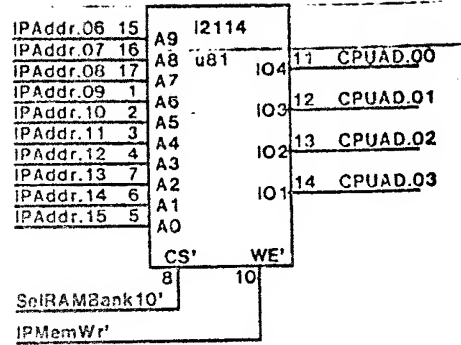 I2114
u81
IPAddr.06 15 A9
IPAddr.07 16 A8
IPAddr.08 17 A7
IPAddr.09 1 A6
IPAddr.10 2 A5
IPAddr.11 3 A4
IPAddr.12 4 A3
IPAddr.13 7 A2
IPAddr.14 6 A1
IPAddr.15 5 A0
IO4 11 CPUAD.00
IO3 12 CPUAD.01
IO2 13 CPUAD.02
IO1 14 CPUAD.03
CS' WE'
8 10
SelRAMBank10'
IPMemWr'